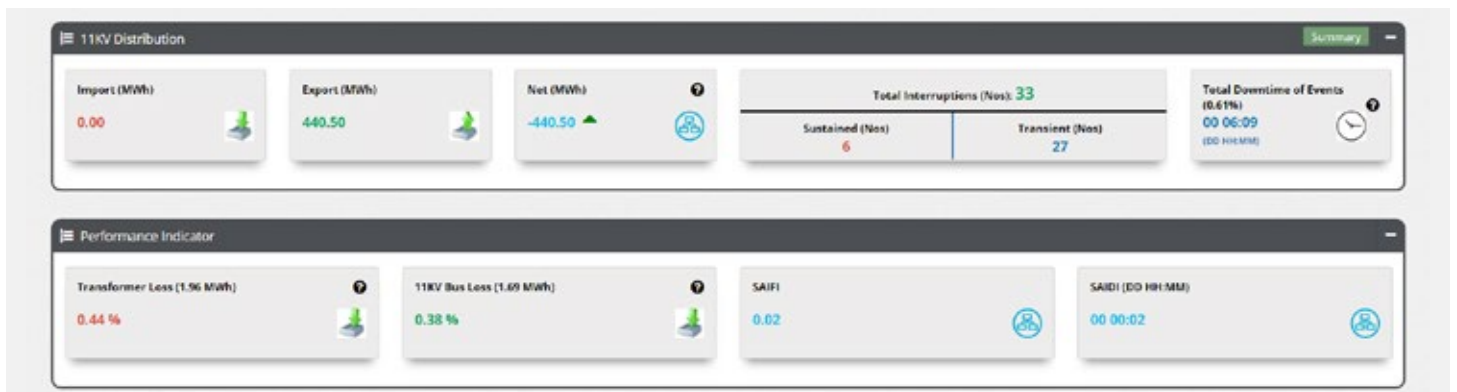 11KV Distribution
Summary
Import (MWh)
0.00
Export (MWh)
440.50
Net (MWh)
-440.50
Total Interruptions (Nos): 33
Sustained (Nos)
6
Transient (Nos)
27
Total Downtime of Events
(0.61%)
00 06:09
(DD HH:MM)
Performance Indicator
Transformer Loss (1.96 MWh)
0.44 %
11KV Bus Loss (1.69 MWh)
0.38 %
SAIFI
0.02
SAIDI (DD HH:MM)
00 00:02